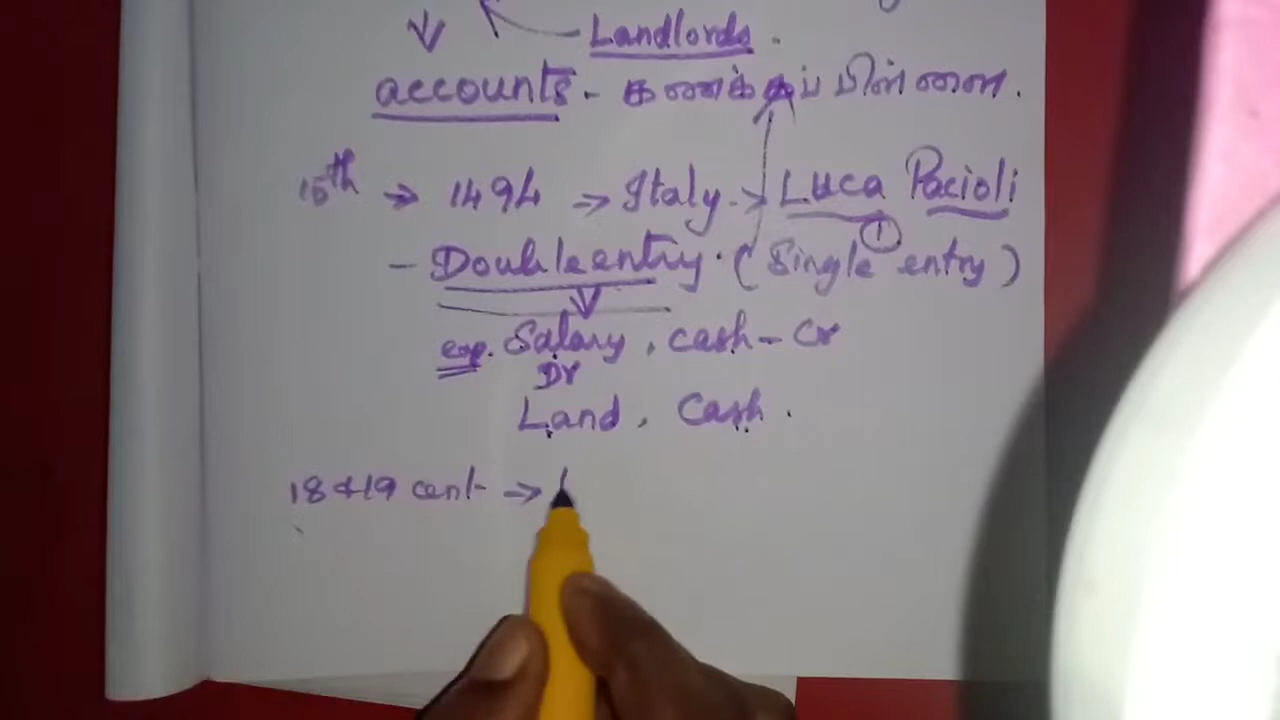 Landlords.
accounts - கணக்குப் பிள்ளை.
15th → 1494 → Italy → Luca Pacioli
- Double entry. (Single entry) 1
exp. Salary, cash - Cr
Dr
Land, Cash.
18 & 19 cent →